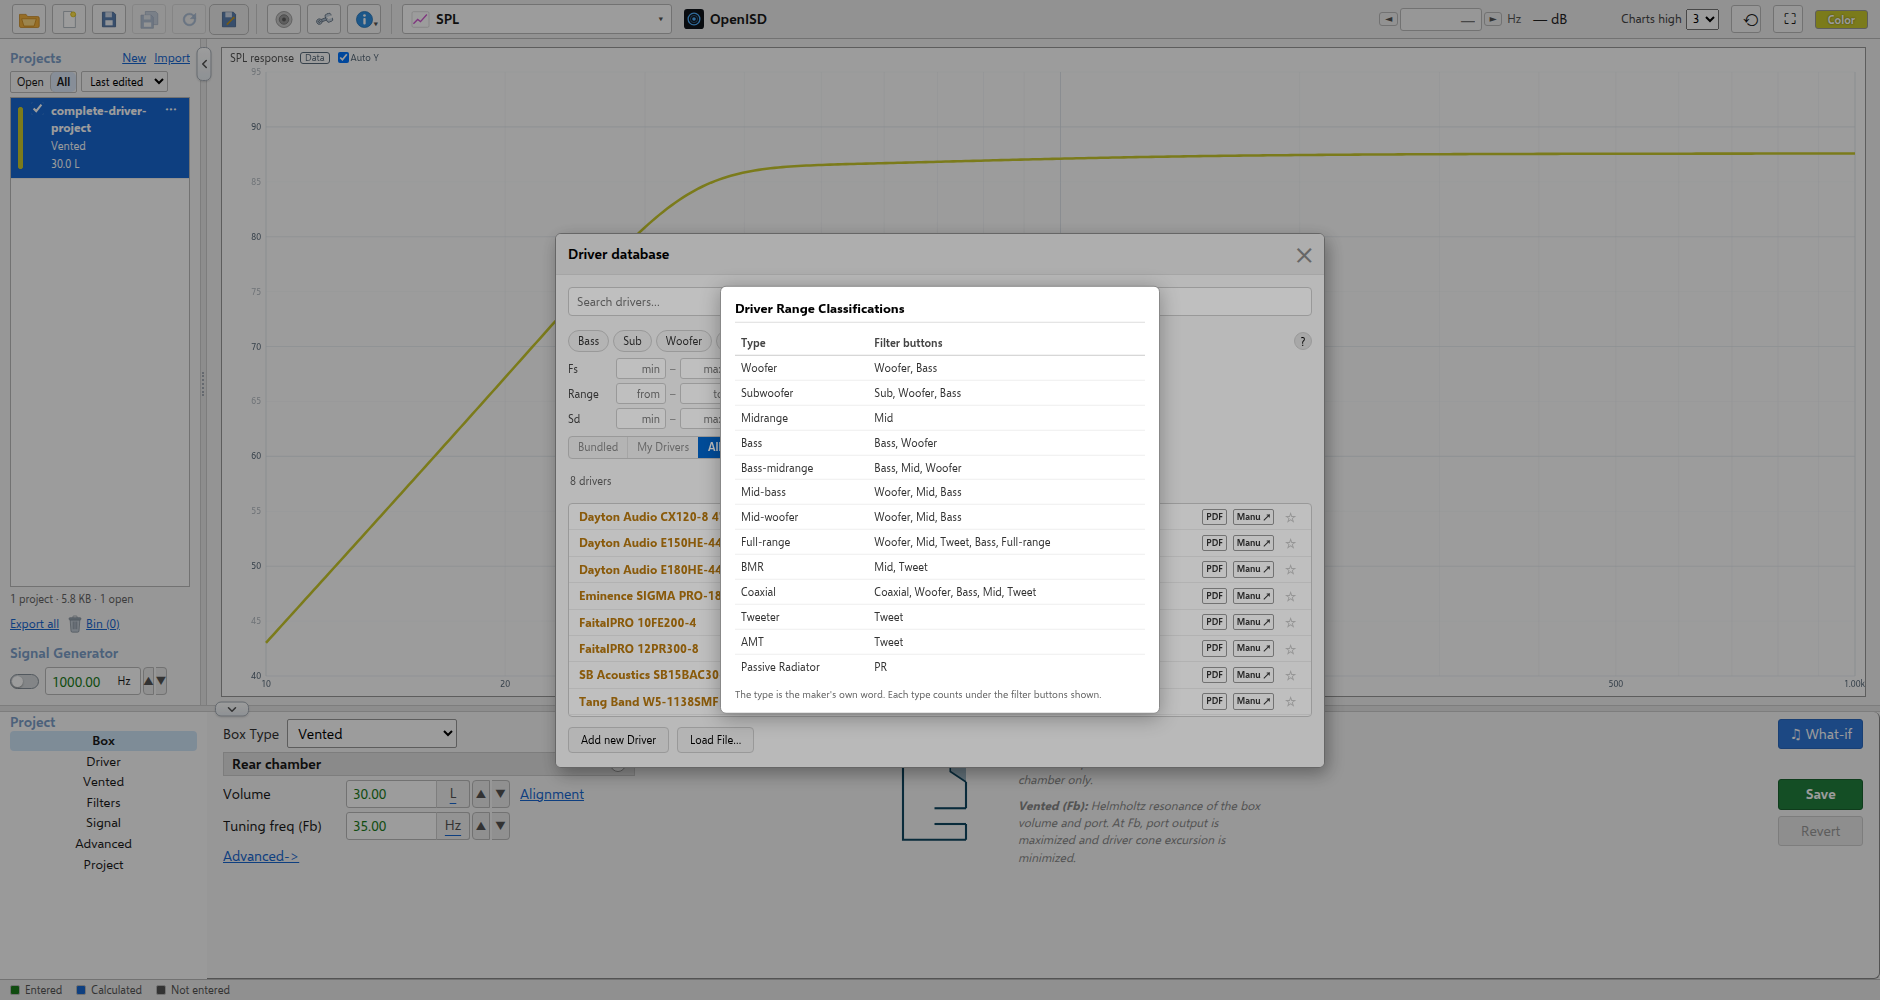 SPL
OpenISD
— Hz — dB
Charts high 3
Color
Projects New Import
Open All Last edited
complete-driver-project
Vented
30.0 L
1 project · 5.8 KB · 1 open
Export all Bin (0)
Signal Generator
1000.00 Hz
SPL response Data Auto Y
95
90
85
80
75
70
65
60
55
50
45
40
10
20
500
1.00k
Driver database
Search drivers...
Bass Sub Woofer ?
Fs min –
Range from –
Sd min –
Bundled My Drivers All
8 drivers
Dayton Audio CX120-8 PDF Manu ↗ ☆
Dayton Audio E150HE-44 PDF Manu ↗ ☆
Dayton Audio E180HE-44 PDF Manu ↗ ☆
Eminence SIGMA PRO-18 PDF Manu ↗ ☆
FaitalPRO 10FE200-4 PDF Manu ↗ ☆
FaitalPRO 12PR300-8 PDF Manu ↗ ☆
SB Acoustics SB15BAC30 PDF Manu ↗ ☆
Tang Band W5-1138SMF PDF Manu ↗ ☆
Add new Driver Load File...
Driver Range Classifications
Type Filter buttons
Woofer Woofer, Bass
Subwoofer Sub, Woofer, Bass
Midrange Mid
Bass Bass, Woofer
Bass-midrange Bass, Mid, Woofer
Mid-bass Woofer, Mid, Bass
Mid-woofer Woofer, Mid, Bass
Full-range Woofer, Mid, Tweet, Bass, Full-range
BMR Mid, Tweet
Coaxial Coaxial, Woofer, Bass, Mid, Tweet
Tweeter Tweet
AMT Tweet
Passive Radiator PR
The type is the maker's own word. Each type counts under the filter buttons shown.
Project
Box
Driver
Vented
Filters
Signal
Advanced
Project
Box Type Vented
Rear chamber
Volume 30.00 L Alignment
Tuning freq (Fb) 35.00 Hz
Advanced->
chamber only.
Vented (Fb): Helmholtz resonance of the box
volume and port. At Fb, port output is
maximized and driver cone excursion is
minimized.
♫ What-if
Save
Revert
Entered Calculated Not entered